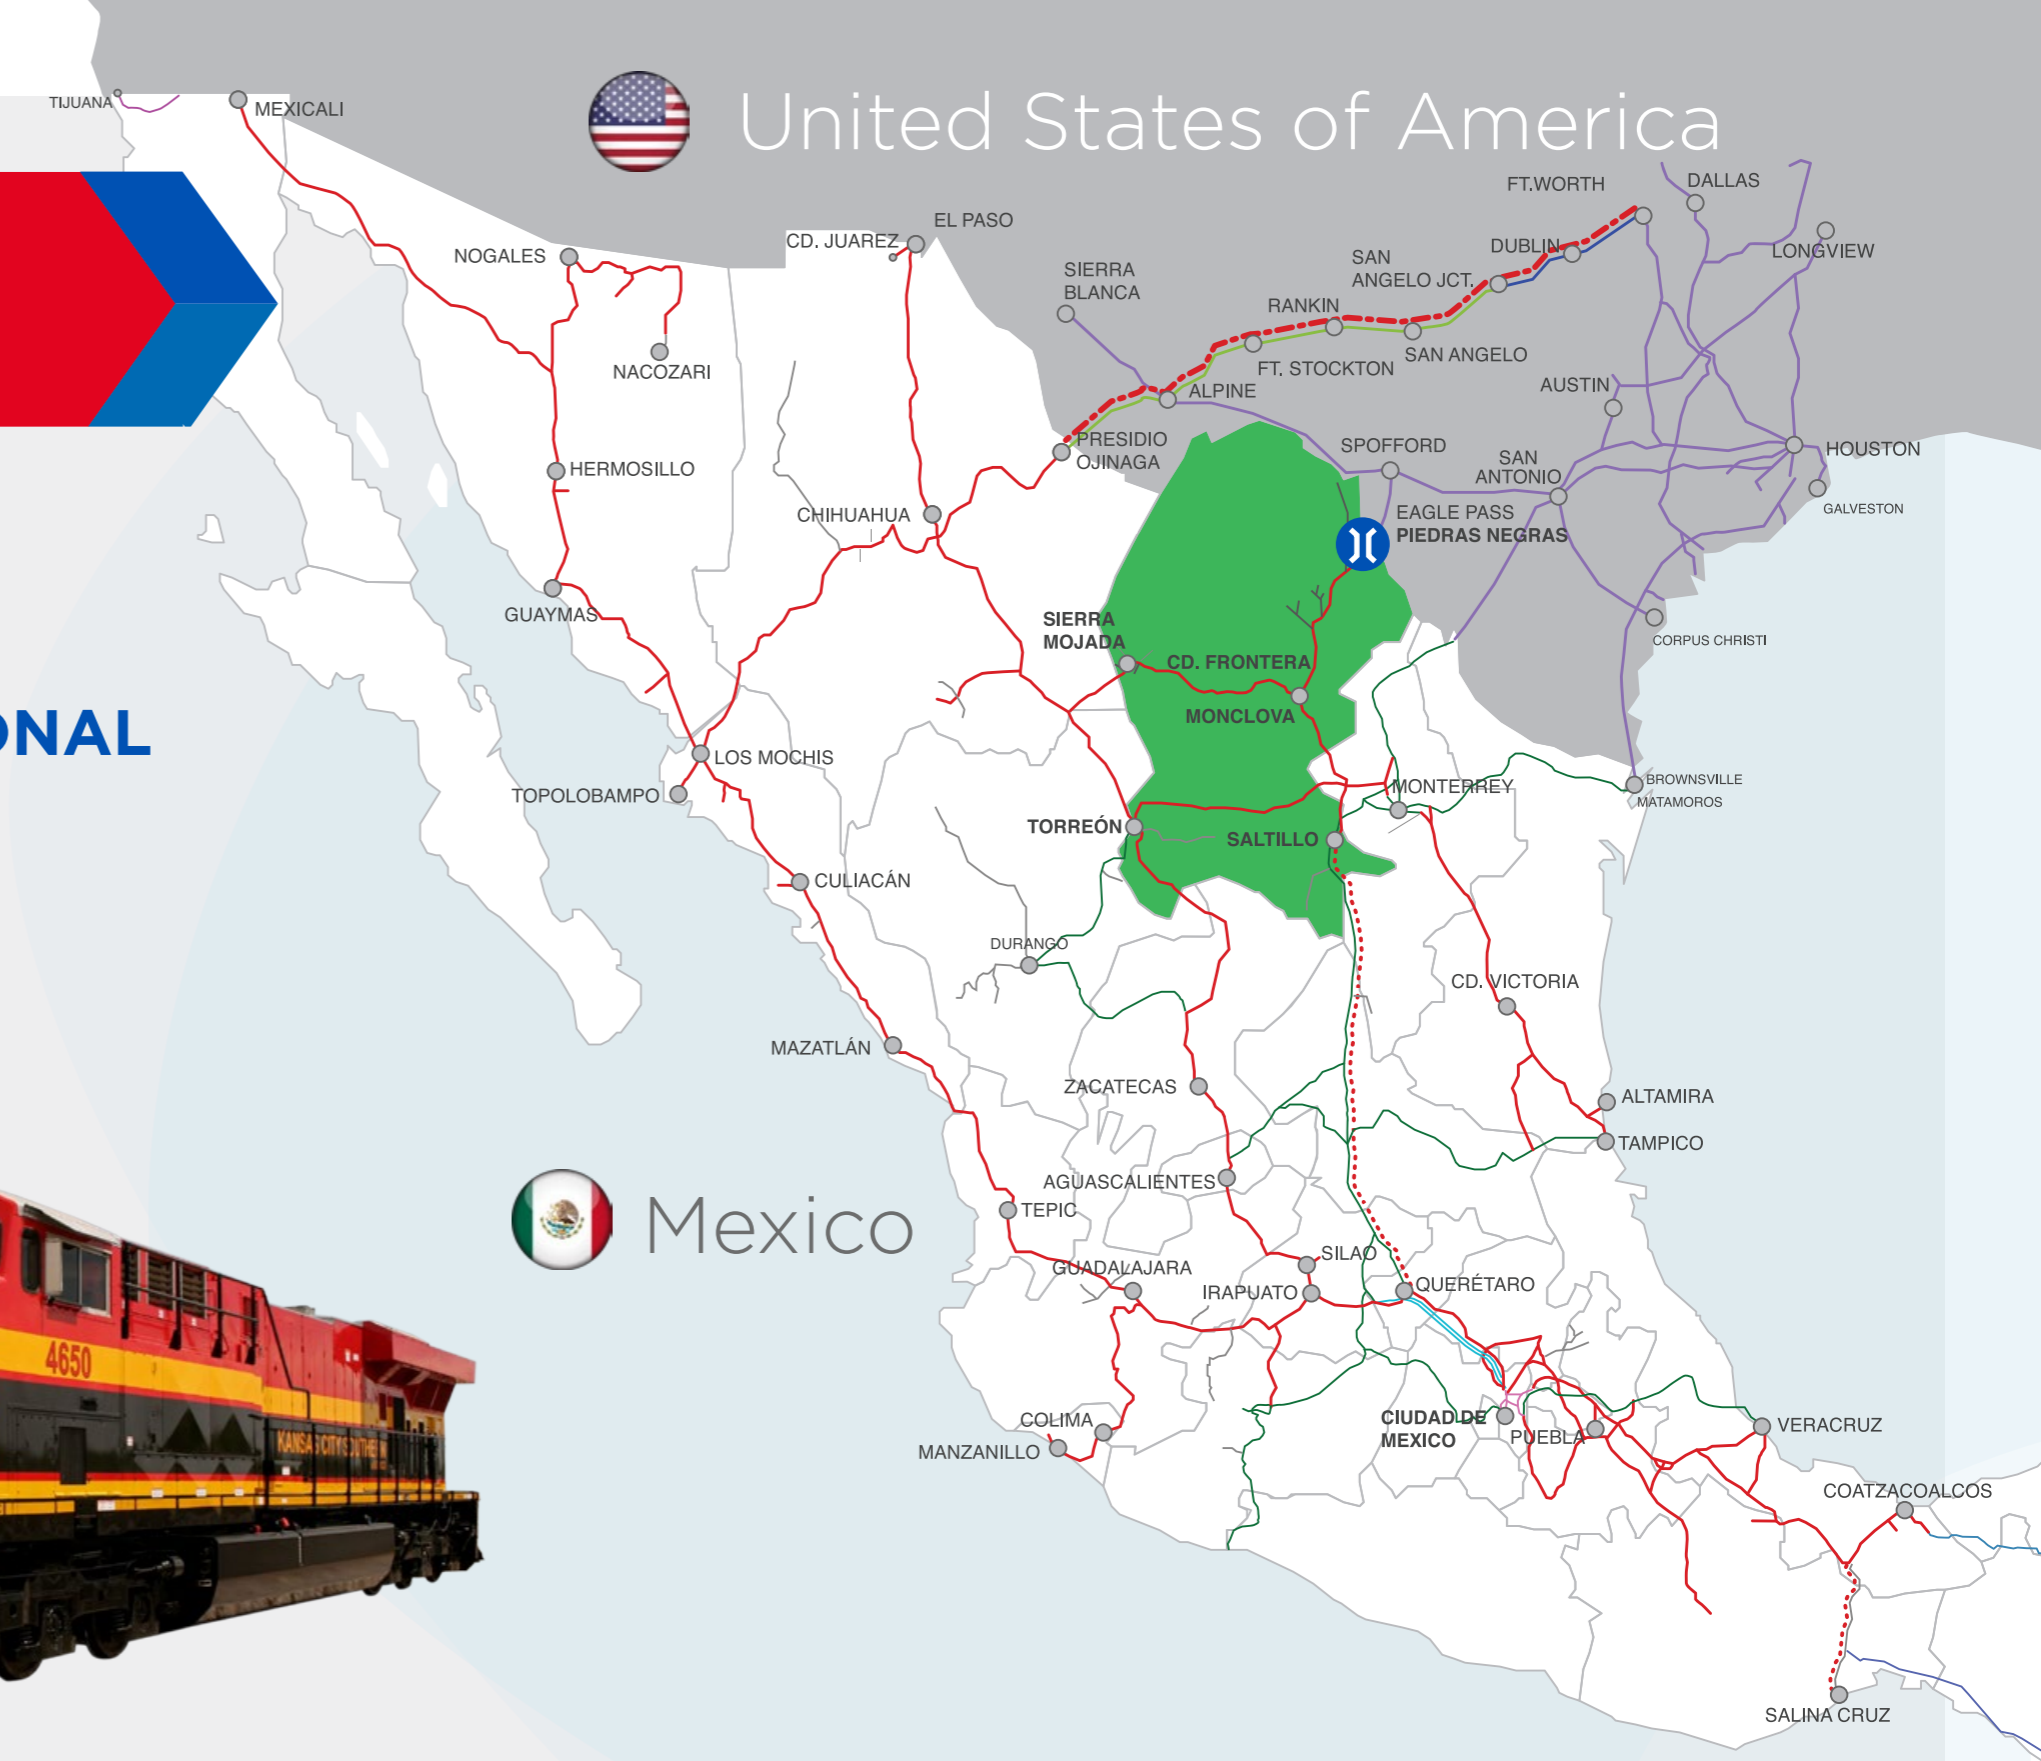 United States of America
TIJUANA
MEXICALI
FT.WORTH
DALLAS
EL PASO
CD. JUAREZ
NOGALES
DUBLIN
LONGVIEW
SAN
ANGELO JCT.
SIERRA
BLANCA
RANKIN
SAN ANGELO
FT. STOCKTON
NACOZARI
ALPINE
AUSTIN
PRESIDIO
OJINAGA
SPOFFORD
HOUSTON
SAN
ANTONIO
HERMOSILLO
CHIHUAHUA
EAGLE PASS
PIEDRAS NEGRAS
GALVESTON
GUAYMAS
SIERRA
MOJADA
CD. FRONTERA
CORPUS CHRISTI
MONCLOVA
ONAL
LOS MOCHIS
TOPOLOBAMPO
MONTERREY
BROWNSVILLE
MATAMOROS
TORREÓN
SALTILLO
CULIACÁN
DURANGO
CD. VICTORIA
MAZATLÁN
ZACATECAS
ALTAMIRA
TAMPICO
AGUASCALIENTES
TEPIC
Mexico
SILAO
GUADALAJARA
IRAPUATO
QUERÉTARO
4650
KANSAS CITY SOUTHERN
COLIMA
MANZANILLO
CIUDAD DE
MEXICO
PUEBLA
VERACRUZ
COATZACOALCOS
SALINA CRUZ